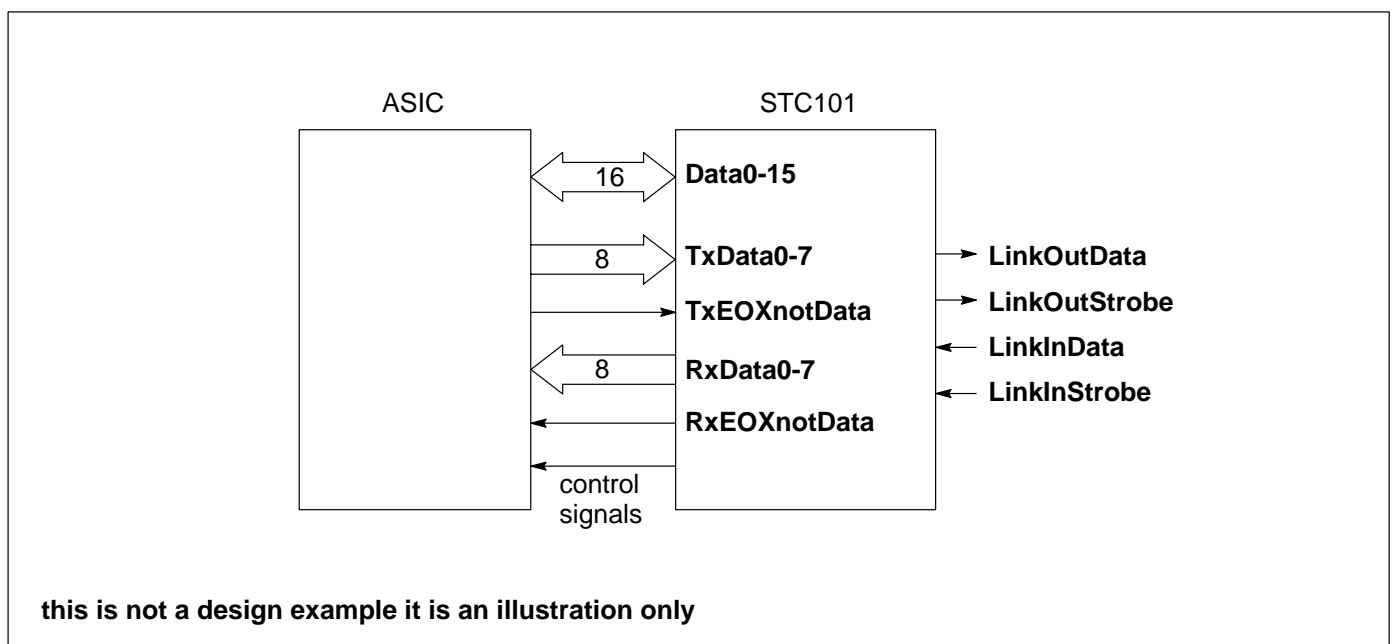 ASIC
STC101
16
Data0-15
8
TxData0-7
TxEOXnotData
8
RxData0-7
RxEOXnotData
control
signals
LinkOutData
LinkOutStrobe
LinkInData
LinkInStrobe
this is not a design example it is an illustration only